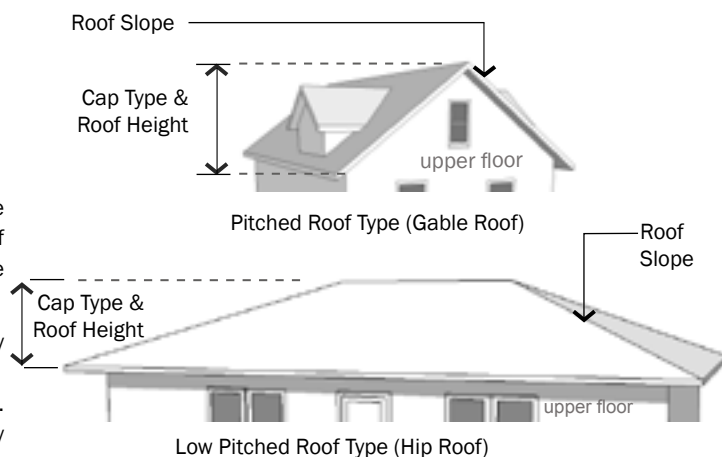 Roof Slope
Cap Type &
Roof Height
upper floor
Pitched Roof Type (Gable Roof)
Roof
Slope
Cap Type &
Roof Height
upper floor
Low Pitched Roof Type (Hip Roof)